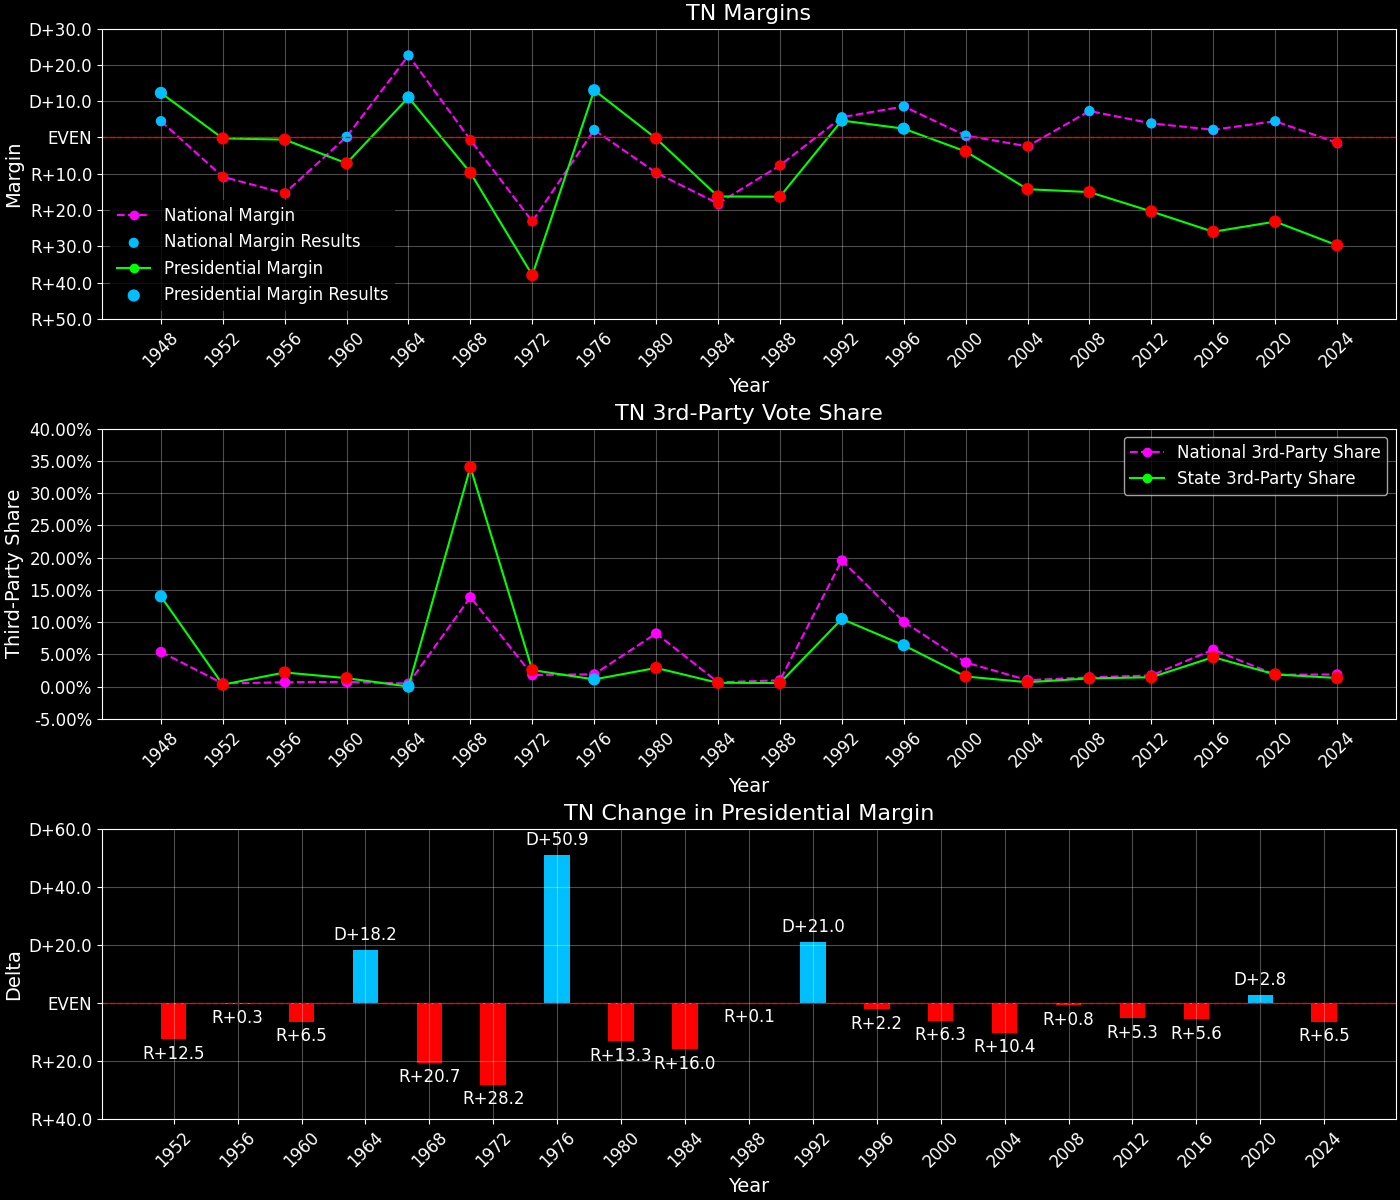 TN Margins
D+30.0
D+20.0
D+10.0
EVEN
R+10.0
R+20.0
R+30.0
R+40.0
R+50.0
Margin
National Margin
National Margin Results
Presidential Margin
Presidential Margin Results
1948 1952 1956 1960 1964 1968 1972 1976 1980 1984 1988 1992 1996 2000 2004 2008 2012 2016 2020 2024
Year
TN 3rd-Party Vote Share
40.00%
35.00%
30.00%
25.00%
20.00%
15.00%
10.00%
5.00%
0.00%
-5.00%
Third-Party Share
National 3rd-Party Share
State 3rd-Party Share
1948 1952 1956 1960 1964 1968 1972 1976 1980 1984 1988 1992 1996 2000 2004 2008 2012 2016 2020 2024
Year
TN Change in Presidential Margin
D+60.0
D+40.0
D+20.0
EVEN
R+20.0
R+40.0
Delta
R+12.5
R+0.3
R+6.5
D+18.2
R+20.7
R+28.2
D+50.9
R+13.3
R+16.0
R+0.1
D+21.0
R+2.2
R+6.3
R+10.4
R+0.8
R+5.3
R+5.6
D+2.8
R+6.5
1952 1956 1960 1964 1968 1972 1976 1980 1984 1988 1992 1996 2000 2004 2008 2012 2016 2020 2024
Year